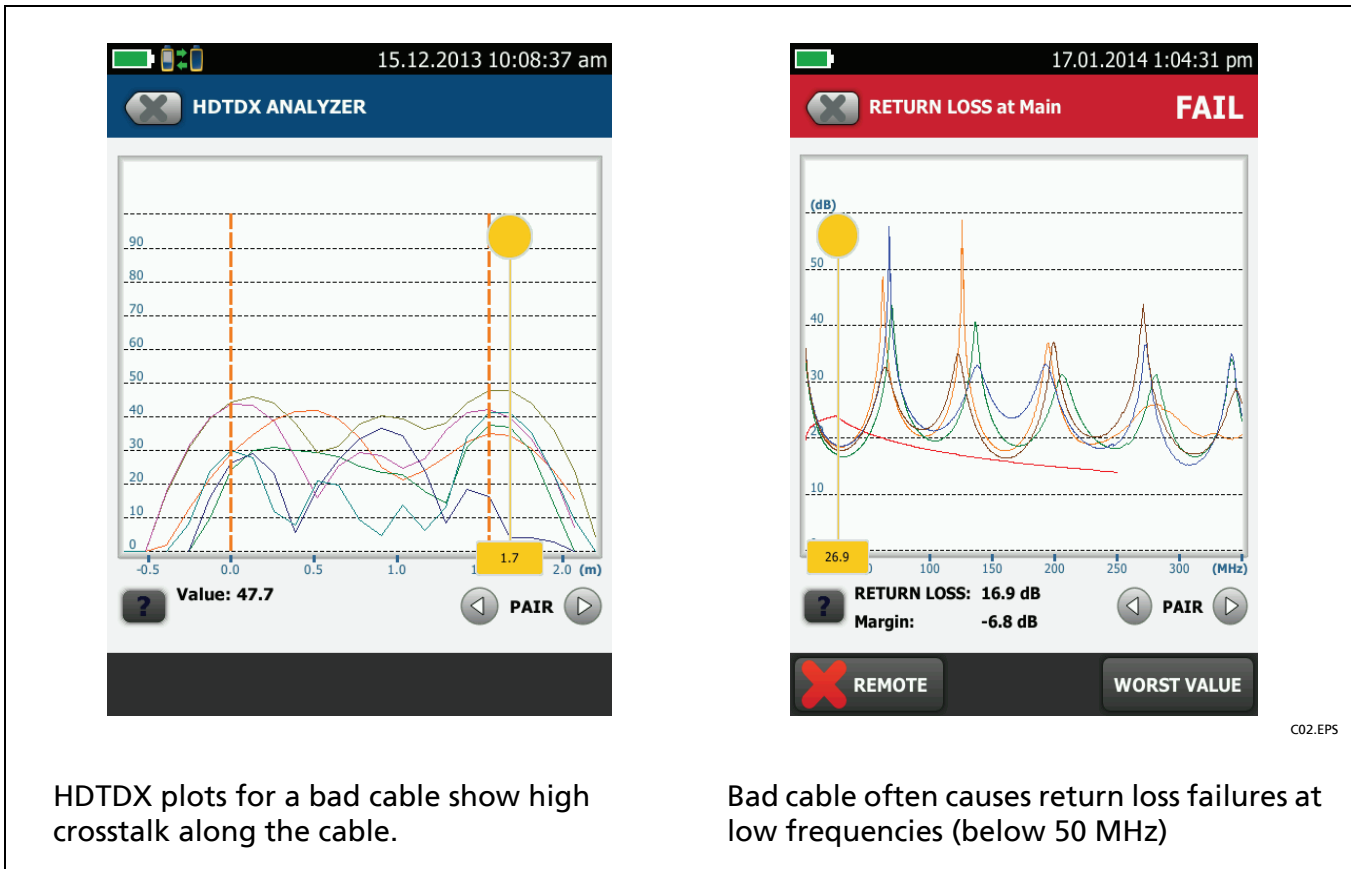 15.12.2013 10:08:37 am
HDTDX ANALYZER
90
80
70
60
50
40
30
20
10
0
1.7
-0.5 0.0 0.5 1.0 2.0 (m)
? Value: 47.7
PAIR
17.01.2014 1:04:31 pm
RETURN LOSS at Main FAIL
(dB)
50
40
30
20
10
26.9
100 150 200 250 300 (MHz)
? RETURN LOSS: 16.9 dB
Margin: -6.8 dB
PAIR
REMOTE
WORST VALUE
C02.EPS
HDTDX plots for a bad cable show high
crosstalk along the cable.
Bad cable often causes return loss failures at
low frequencies (below 50 MHz)